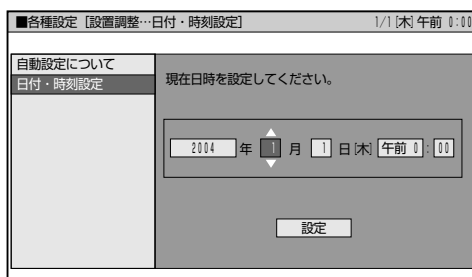 ■各種設定［設置調整…日付・時刻設定］ 1/1[木]午前 0:00
自動設定について
日付・時刻設定
現在日時を設定してください。
2004 年 1 月 1 日[木] 午前 0 : 00
設定